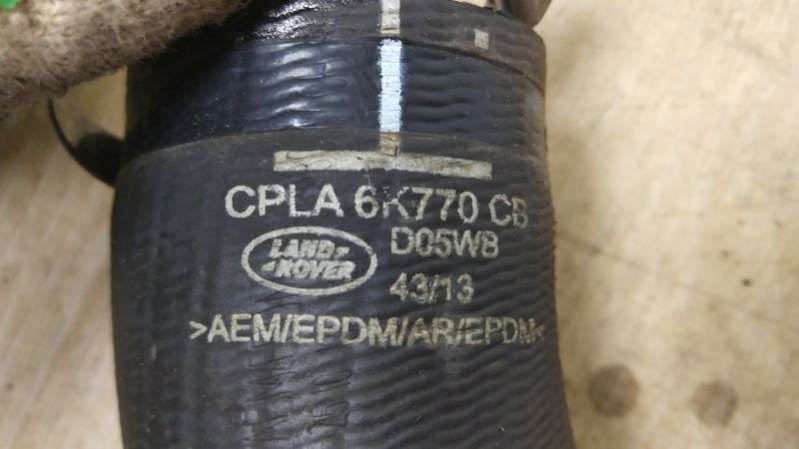 CPLA 6K770 CB
LAND ROVER
D05WB
43/13
>AEM/EPDM/AR/EPDM<